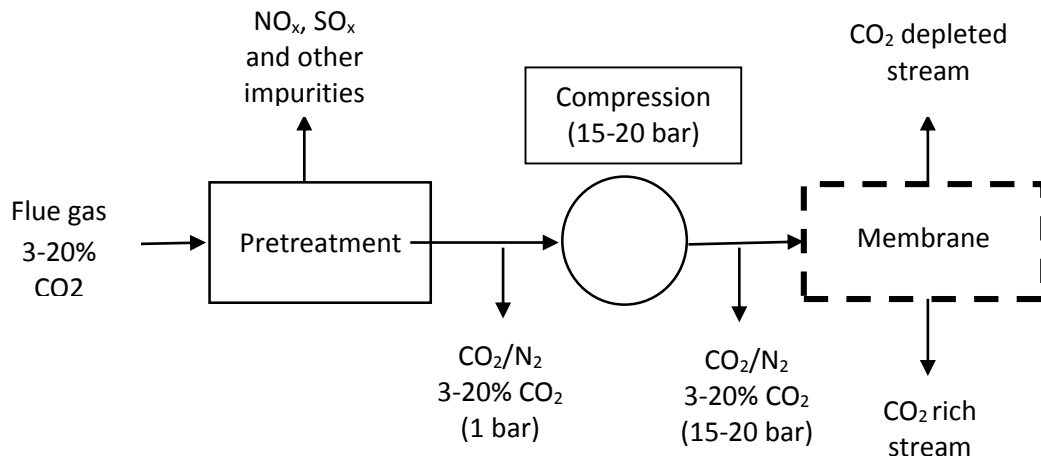 NOₓ, SOₓ
and other
impurities
CO₂ depleted
stream
Compression
(15-20 bar)
Flue gas
3-20%
CO2
Pretreatment
Membrane
CO₂/N₂
3-20% CO₂
(1 bar)
CO₂/N₂
3-20% CO₂
(15-20 bar)
CO₂ rich
stream